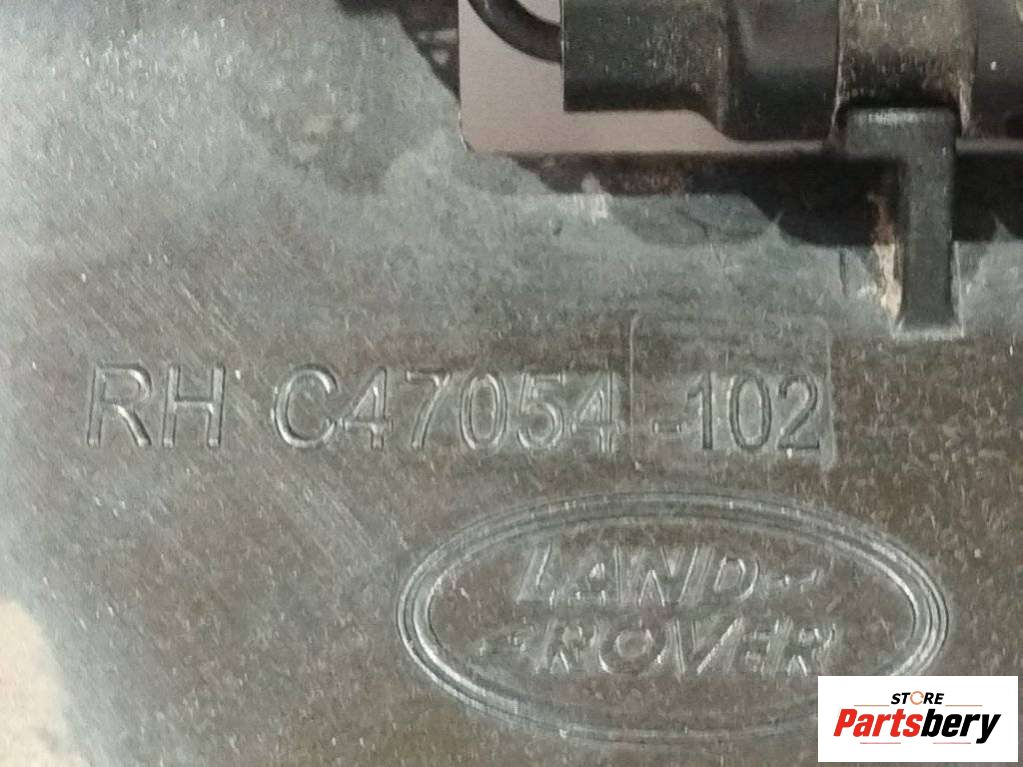 RH C47054-102
LAND
ROVER
STORE
Partsbery